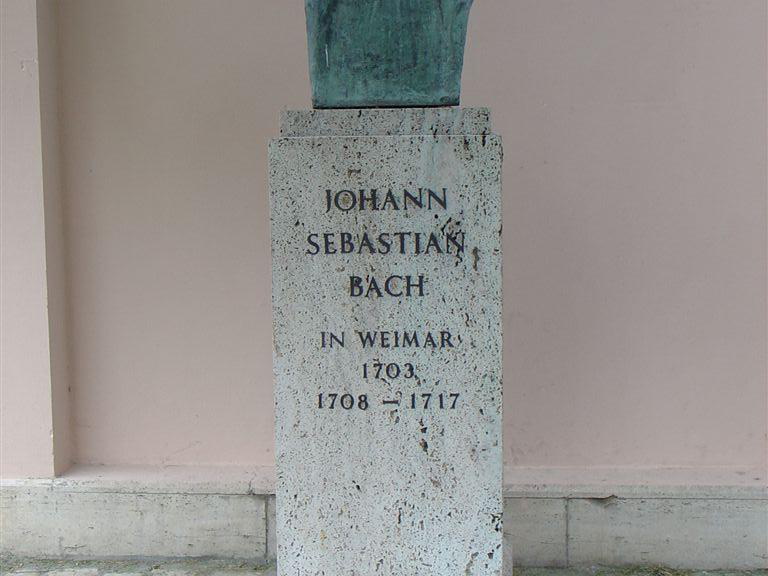 JOHANN
SEBASTIAN
BACH
IN WEIMAR
1703
1708 – 1717